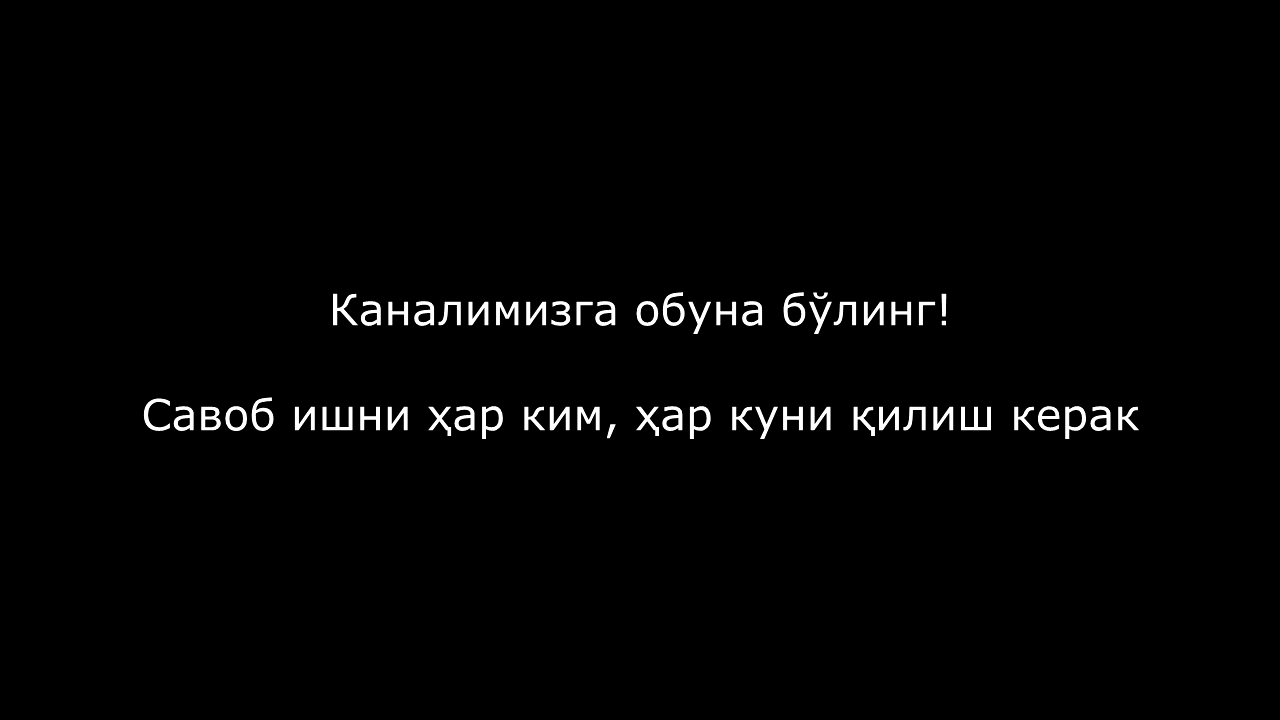 Каналимизга обуна бўлинг!
Савоб ишни ҳар ким, ҳар куни қилиш керак